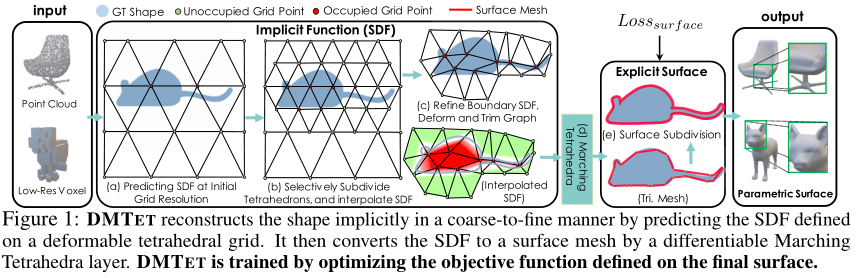 input
GT Shape
Unoccupied Grid Point
Occupied Grid Point
Surface Mesh
Implicit Function (SDF)
Point Cloud
Low-Res Voxel
(a) Predicting SDF at Initial
Grid Resolution
(b) Selectively Subdivide
Tetrahedrons, and interpolate SDF
(c) Refine Boundary SDF,
Deform and Trim Graph
(Interpolated
SDF)
(d) Marching
Tetrahedra
Loss_surface
Explicit Surface
(e) Surface Subdivision
(Tri. Mesh)
output
Parametric Surface
Figure 1: DMTET reconstructs the shape implicitly in a coarse-to-fine manner by predicting the SDF defined
on a deformable tetrahedral grid. It then converts the SDF to a surface mesh by a differentiable Marching
Tetrahedra layer. DMTET is trained by optimizing the objective function defined on the final surface.